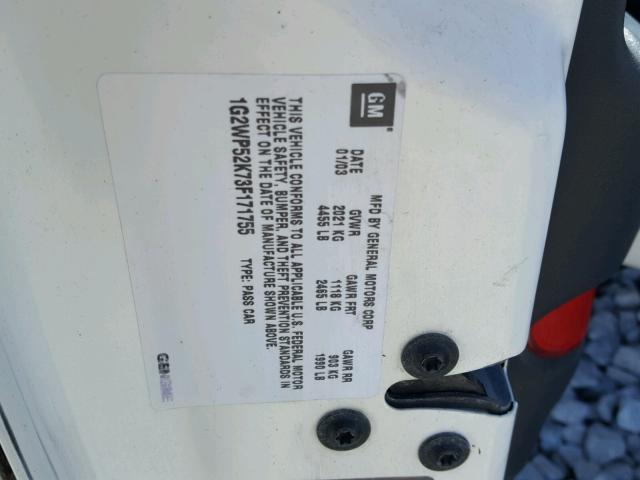 GM
MFD BY GENERAL MOTORS CORP
DATE GVWR GAWR FRT GAWR RR
01/03 2021 KG 1118 KG 903 KG
4455 LB 2465 LB 1990 LB
THIS VEHICLE CONFORMS TO ALL APPLICABLE U.S. FEDERAL MOTOR
VEHICLE SAFETY, BUMPER, AND THEFT PREVENTION STANDARDS IN
EFFECT ON THE DATE OF MANUFACTURE SHOWN ABOVE.
1G2WP52K73F171755 TYPE: PASS CAR
GENUINE